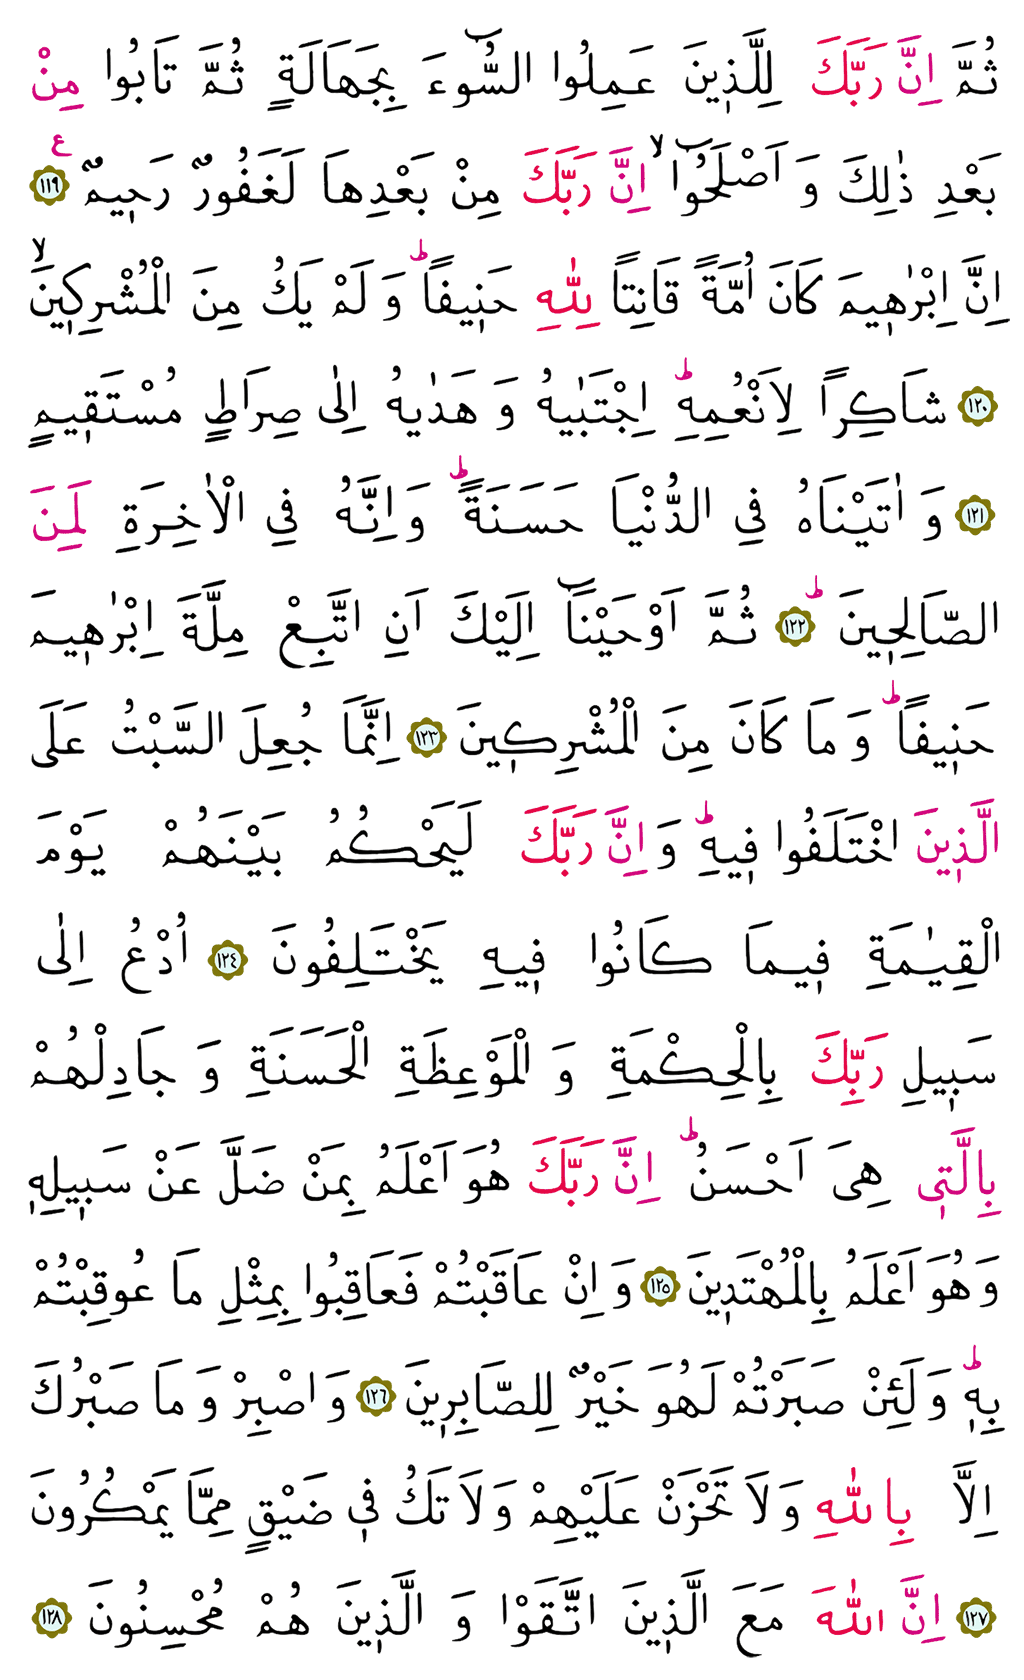 ثُمَّ اِنَّ رَبَّكَ لِلَّذٖينَ عَمِلُوا السُّٓوءَ بِجَهَالَةٍ ثُمَّ تَابُوا مِنْ
بَعْدِ ذٰلِكَ وَ اَصْلَحُٓوا ۙ اِنَّ رَبَّكَ مِنْ بَعْدِهَا لَغَفُورٌ رَحٖيمٌ ع ١١٩
اِنَّ اِبْرٰهٖيمَ كَانَ اُمَّةً قَانِتًا لِلّٰهِ حَنٖيفًاؕ وَ لَمْ يَكُ مِنَ الْمُشْرِكٖينَۙ
١٢٠ شَاكِرًا لِاَنْعُمِهِؕ اِجْتَبٰيهُ وَ هَدٰيهُ اِلٰى صِرَاطٍ مُسْتَقٖيمٍ
١٢١ وَ اٰتَيْنَاهُ فِي الدُّنْيَا حَسَنَةًؕ وَاِنَّهُ فِي الْاٰخِرَةِ لَمِنَ
الصَّالِحٖينَؕ ١٢٢ ثُمَّ اَوْحَيْنَٓا اِلَيْكَ اَنِ اتَّبِعْ مِلَّةَ اِبْرٰهٖيمَ
حَنٖيفًاؕ وَ مَا كَانَ مِنَ الْمُشْرِكٖينَ ١٢٣ اِنَّمَا جُعِلَ السَّبْتُ عَلَى
الَّذٖينَ اخْتَلَفُوا فٖيهِؕ وَاِنَّ رَبَّكَ لَيَحْكُمُ بَيْنَهُمْ يَوْمَ
الْقِيٰمَةِ فٖيمَا كَانُوا فٖيهِ يَخْتَلِفُونَ ١٢٤ اُدْعُ اِلٰى
سَبٖيلِ رَبِّكَ بِالْحِكْمَةِ وَ الْمَوْعِظَةِ الْحَسَنَةِ وَ جَادِلْهُمْ
بِالَّتٖي هِيَ اَحْسَنُؕ اِنَّ رَبَّكَ هُوَ اَعْلَمُ بِمَنْ ضَلَّ عَنْ سَبٖيلِهٖ
وَ هُوَ اَعْلَمُ بِالْمُهْتَدٖينَ ١٢٥ وَ اِنْ عَاقَبْتُمْ فَعَاقِبُوا بِمِثْلِ مَا عُوقِبْتُمْ
بِهٖؕ وَ لَئِنْ صَبَرْتُمْ لَهُوَ خَيْرٌ لِلصَّابِرٖينَ ١٢٦ وَ اصْبِرْ وَ مَا صَبْرُكَ
اِلَّا بِاللّٰهِ وَ لَا تَحْزَنْ عَلَيْهِمْ وَ لَا تَكُ فٖي ضَيْقٍ مِمَّا يَمْكُرُونَ
١٢٧ اِنَّ اللّٰهَ مَعَ الَّذٖينَ اتَّقَوْا وَ الَّذٖينَ هُمْ مُحْسِنُونَ ١٢٨